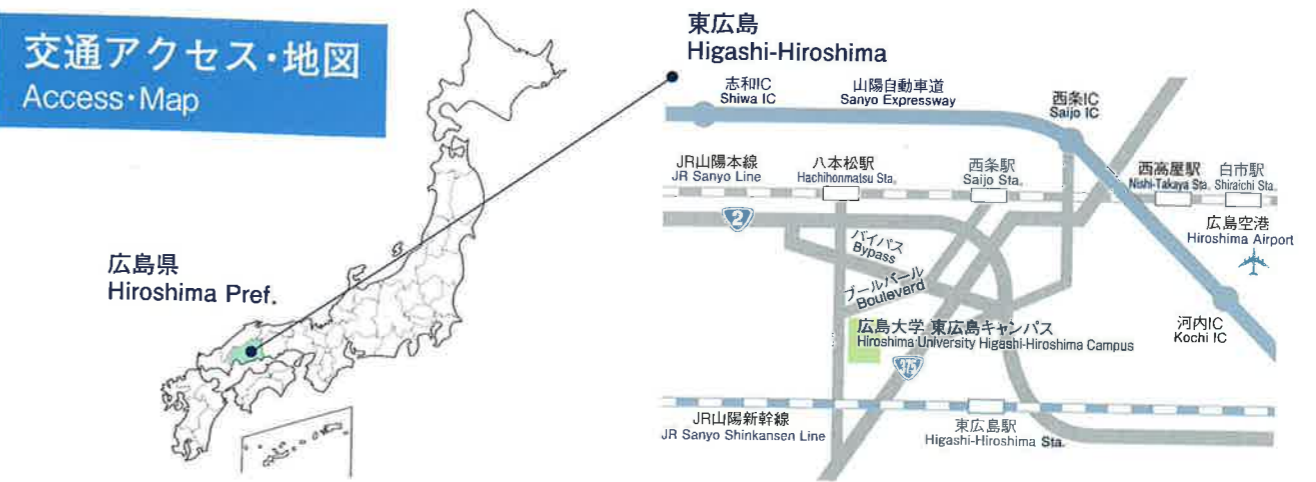 交通アクセス・地図
Access・Map
東広島
Higashi-Hiroshima
広島県
Hiroshima Pref.
志和IC
Shiwa IC
山陽自動車道
Sanyo Expressway
西条IC
Saijo IC
JR山陽本線
JR Sanyo Line
八本松駅
Hachihonmatsu Sta.
西条駅
Saijo Sta.
西高屋駅
Nishi-Takaya Sta.
白市駅
Shiraichi Sta.
2
広島空港
Hiroshima Airport
バイパス
Bypass
ブールバール
Boulevard
広島大学 東広島キャンパス
Hiroshima University Higashi-Hiroshima Campus
375
河内IC
Kochi IC
JR山陽新幹線
JR Sanyo Shinkansen Line
東広島駅
Higashi-Hiroshima Sta.